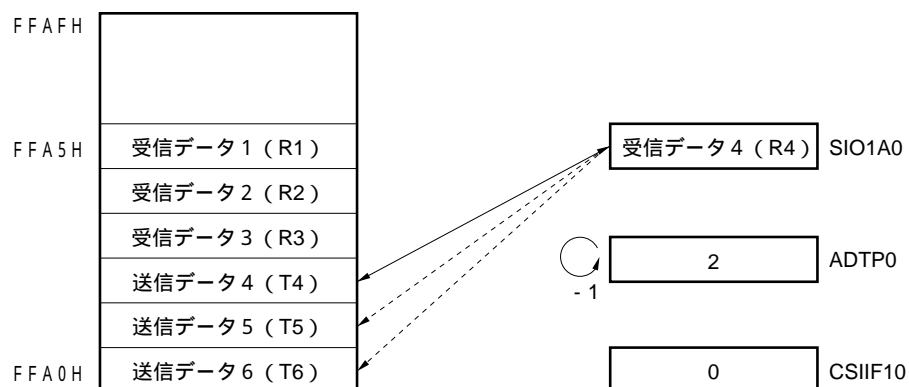 FFAFH
FFA5H 受信データ1（R1） 受信データ4（R4） SIO1A0
受信データ2（R2）
受信データ3（R3） 2 ADTP0
送信データ4（T4） -1
送信データ5（T5）
FFA0H 送信データ6（T6） 0 CSIIF10